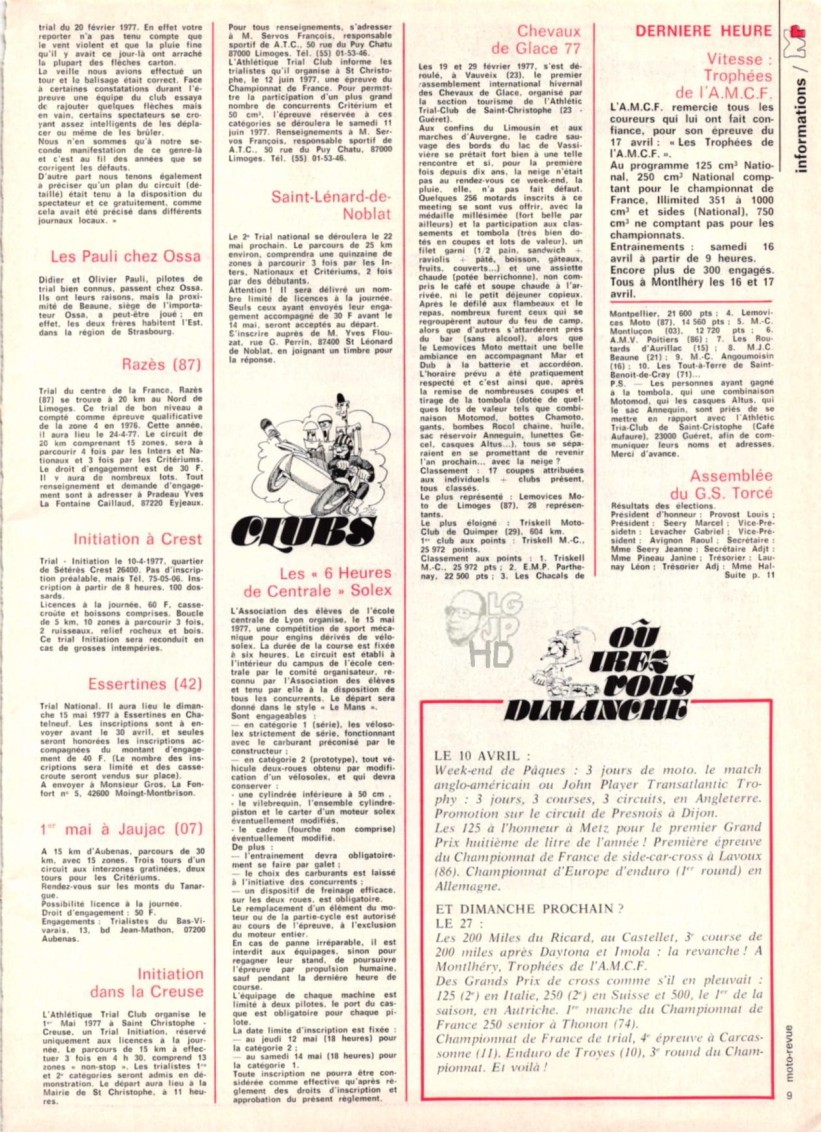 trial du 20 février 1977. En effet votre
reporter n'a pas tenu compte que
le vent violent et que la pluie fine
qu'il y avait ce jour-là ont arraché
la plupart des flèches carton.
La veille nous avions effectué un
tour et le balisage était correct. Face
à certaines constatations durant l'é-
preuve une équipe du club essaya
de rajouter quelques flèches mais
en vain, certains spectateurs se cro-
yant assez intelligents de les dépla-
cer ou même de les brûler.
Nous n'en sommes qu'à notre se-
conde manifestation de ce genre-là
et c'est au fil des années que se
corrigent les défauts.
D'autre part nous tenons également
a préciser qu'un plan du circuit (dé-
taillé) était tenu à la disposition du
spectateur et ce gratuitement, comme
cela avait été précisé dans différents
journaux locaux. »
Les Pauli chez Ossa
Didier et Olivier Pauli, pilotes de
trial bien connus, passent chez Ossa.
Ils ont leurs raisons, mais la proxi-
mité de Beaune, siège de l'importa-
teur Ossa, a peut-être joué ; en
effet, les deux frères habitent l'Est,
dans la région de Strasbourg.
Razès (87)
Trial du centre de la France, Razès
(87) se trouve à 20 km au Nord de
Limoges. Ce trial de bon niveau a
compté comme épreuve qualificative
de la zone 4 en 1976. Cette année,
il aura lieu le 24-4-77. Le circuit de
20 km comprenant 15 zones, sera à
parcourir 4 fois par les Inters et Na-
tionaux et 3 fois par les Critériums.
Le droit d'engagement est de 30 F.
Il y aura de nombreux lots. Tout
renseignement et demande d'engage-
ment sont à adresser à Pradeau Yves
La Fontaine Caillaud, 87220 Eyjeaux.
Initiation à Crest
Trial - Initiation le 10-4-1977, quartier
de Sétérés Crest 26400. Pas d'inscrip-
tion préalable, mais Tél. 75-05-06. Ins-
cription à partir de 8 heures. 100 dos-
sards.
Licences à la journée, 60 F, casse-
croûte et boissons comprises. Boucle
de 5 km, 10 zones à parcourir 3 fois,
2 ruisseaux, relief rocheux et bois.
Ce trial Initiation sera reconduit en
cas de grosses intempéries.
Essertines (42)
Trial National. Il aura lieu le diman-
che 15 mai 1977 à Essertines en Cha-
telneuf. Les inscriptions sont à en-
voyer avant le 30 avril, et seules
seront honorées les inscriptions ac-
compagnées du montant d'engage-
ment de 40 F. (Le nombre des ins-
criptions sera limité et des casse-
croute seront vendus sur place).
A envoyer à Monsieur Gros, La Fon-
fort n° 5, 42600 Moingt-Montbrison.
1er mai à Jaujac (07)
A 15 km d'Aubenas, parcours de 30
km, avec 15 zones. Trois tours d'un
circuit aux interzones gratinées, deux
tours pour les Critériums.
Rendez-vous sur les monts du Tanar-
gue.
Possibilité licence à la journée.
Droit d'engagement : 50 F.
Engagements : Trialistes du Bas-Vi-
varais, 13, bd Jean-Mathon, 07200
Aubenas.
Initiation
dans la Creuse
L'Athlétique Trial Club organise le
1er Mai 1977 à Saint Christophe -
Creuse, un Trial Initiation, réservé
uniquement aux licences à la jour-
née. Le parcours de 15 km à effec-
tuer 3 fois en 4 h 30, comprend 13
zones « non-stop ». Les trialistes 1re
et 2e catégories seront admis en dé-
monstration. Le départ aura lieu à la
Mairie de St Christophe, à 11 heu-
res.
Pour tous renseignements, s'adresser
à M. Servos François, responsable
sportif de A.T.C., 50 rue du Puy Chatu
87000 Limoges. Tél. (55) 01-53-46.
L'Athlétique Trial Club informe les
trialistes qu'il organise à St Christo-
phe, le 12 juin 1977, une épreuve du
Championnat de France. Pour permet-
tre la participation d'un plus grand
nombre de concurrents Critérium et
50 cm³, l'épreuve réservée à ces
catégories se déroulera le samedi 11
juin 1977. Renseignements à M. Ser-
vos François, responsable sportif de
A.T.C., 50 rue du Puy Chatu, 87000
Limoges. Tél. (55) 01-53-46.
Saint-Lénard-de-
Noblat
Le 2e Trial national se déroulera le 22
mai prochain. Le parcours de 25 km
environ, comprendra une quinzaine de
zones à parcourir 3 fois par les In-
ters, Nationaux et Critériums, 2 fois
par des débutants.
Attention ! Il sera délivré un nom-
bre limité de licences à la journée.
Seuls ceux ayant envoyés leur enga-
gement accompagné de 30 F avant le
14 mai, seront acceptés au départ.
S'inscrire auprès de M. Yves Flou-
zat, rue G. Perrin, 87400 St Léonard
de Noblat, en joignant un timbre pour
la réponse.
CLUBS
Les « 6 Heures
de Centrale » Solex
L'Association des élèves de l'école
centrale de Lyon organise, le 15 mai
1977, une compétition de sport méca-
nique pour engins dérivés de vélo-
solex. La durée de la course est fixée
à six heures. Le circuit est établi à
l'intérieur du campus de l'école cen-
trale par le comité organisateur, re-
connu par l'Association des élèves
et tenu par elle à la disposition de
tous les concurrents. Le départ sera
donné dans le style « Le Mans ».
Sont engageables :
— en catégorie 1 (série), les véloso-
lex strictement de série, fonctionnant
avec le carburant préconisé par le
constructeur ;
— en catégorie 2 (prototype), tout vé-
hicule deux-roues obtenu par modifi-
cation d'un vélosolex, et qui devra
conserver :
- une cylindrée inférieure à 50 cm ,
- le vilebrequin, l'ensemble cylindre-
piston et le carter d'un moteur solex
éventuellement modifiés,
- le cadre (fourche non comprise)
éventuellement modifié.
De plus :
— l'entrainement devra obligatoire-
ment se faire par galet ;
— le choix des carburants est laissé
à l'initiative des concurrents ;
— un dispositif de freinage efficace,
sur les deux roues, est obligatoire.
Le remplacement d'un élément du mo-
teur ou de la partie-cycle est autorisé
au cours de l'épreuve, à l'exclusion
du moteur entier.
En cas de panne irréparable, il est
interdit aux équipages, sinon pour
regagner leur stand, de poursuivre
l'épreuve par propulsion humaine,
sauf pendant la dernière heure de
course.
L'équipage de chaque machine est
limité à deux pilotes, le port du cas-
que est obligatoire pour chaque pi-
lote.
La date limite d'inscription est fixée :
— au jeudi 12 mai (18 heures) pour
la catégorie 2 ;
— au samedi 14 mai (18 heures) pour
la catégorie 1.
Toute inscription ne pourra être con-
sidérée comme effective qu'après rè-
glement des droits d'inscription et
approbation du présent règlement.
Chevaux
de Glace 77
Les 19 et 29 février 1977, s'est dé-
roulé, à Vauveix (23), le premier
rassemblement international hivernal
des Chevaux de Glace, organisé par
la section tourisme de l'Athlétic
Trial-Club de Saint-Christophe (23 -
Guéret).
Aux confins du Limousin et aux
marches d'Auvergne, le cadre sau-
vage des bords du lac de Vassi-
vière se prêtait fort bien à une telle
rencontre et si, pour la première
fois depuis dix ans, la neige n'était
pas au rendez-vous ce week-end, la
pluie, elle, n'a pas fait défaut.
Quelques 256 motards inscrits à ce
meeting se sont vus offrir, avec la
médaille millésimée (fort belle par
ailleurs) et la participation aux clas-
sements et tombola (très bien do-
tés en coupes et lots de valeur), un
filet garni (1/2 pain, sandwich +
raviolis + pâté, boisson, gâteaux,
fruits, couverts...) et une assiette
chaude (potée berrichonne), non com-
pris le café et soupe chaude à l'ar-
rivée, ni le petit déjeuner copieux.
Après le défilé aux flambeaux et le
repas, nombreux furent ceux qui se
regroupèrent autour du feu de camp,
alors que d'autres s'attardèrent près
du bar (sans alcool), alors que
le Lemovices Moto mettait une belle
ambiance en accompagnant Mar et
Dub à la batterie et accordéon.
L'horaire prévu a été pratiquement
respecté et c'est ainsi que, après
la remise de nombreuses coupes et
tirage de la tombola (dotée de quel-
ques lots de valeur tels que combi-
naison Motomod, bottes Chamoto,
gants, bombes Rocol chaine, huile,
sac réservoir Anneguin, lunettes Ge-
cel, casques Altus...), tous se sépa-
raient en se promettant de revenir
l'an prochain... avec la neige ?
Classement : 17 coupes attribuées
aux individuels + clubs présent,
tous classés.
Le plus représenté : Lemovices Mo-
to de Limoges (87), 28 représen-
tants.
Le plus éloigné : Triskell Moto-
Club de Quimper (29), 604 km.
1er club aux points : Triskell M.-C.,
25 972 points.
Classement aux points : 1. Triskell
M.-C., 25 972 pts ; 2. E.M.P. Parthe-
nay, 22 500 pts ; 3. Les Chacals de
DERNIERE HEURE
Vitesse :
Trophées
de l'A.M.C.F.
L'A.M.C.F. remercie tous les
coureurs qui lui ont fait con-
fiance, pour son épreuve du
17 avril : « Les Trophées de
l'A.M.C.F. ».
Au programme 125 cm³ Natio-
nal, 250 cm³ National comp-
tant pour le championnat de
France, Illimited 351 à 1000
cm³ et sides (National), 750
cm³ ne comptant pas pour les
championnats.
Entrainements : samedi 16
avril à partir de 9 heures.
Encore plus de 300 engagés.
Tous à Montlhéry les 16 et 17
avril.
Montpellier, 21 600 pts ; 4. Lemovi-
ces Moto (87), 14 560 pts ; 5. M.-C.
Montluçon (03), 12 720 pts ; 6.
A.M.V. Poitiers (86) ; 7. Les Rou-
tards d'Aurillac (15) ; 8. M.J.C.
Beaune (21) ; 9. M.-C. Angoumoisin
(16) ; 10. Les Tout-à-Terre de Saint-
Benoit-de-Cray (71)...
P.S. — Les personnes ayant gagné
à la tombola, qui une combinaison
Motomod, qui les casques Altus, qui
le sac Annequin, sont priés de se
mettre en rapport avec l'Athlétic
Tria-Club de Saint-Cristophe (Café
Aufaure), 23000 Guéret, afin de com-
muniquer leurs noms et adresses.
Merci d'avance.
Assemblée
du G.S. Torcé
Résultats des élections.
Président d'honneur : Provost Louis ;
Président : Seery Marcel ; Vice-Pré-
sidetn : Levacher Gabriel ; Vice-Pré-
sident : Avignon Raoul ; Secrétaire :
Mme Seery Jeanne ; Secrétaire Adjt :
Mme Pineau Janine ; Trésorier : Lau-
nay Léon ; Trésorier Adj : Mme Hal-
Suite p. 11
informations /
LG
JP
HD
OÙ
IREZ
VOUS
DIMANCHE
LE 10 AVRIL :
Week-end de Pâques : 3 jours de moto. le match
anglo-américain ou John Player Transatlantic Tro-
phy : 3 jours, 3 courses, 3 circuits, en Angleterre.
Promotion sur le circuit de Presnois à Dijon.
Les 125 à l'honneur à Metz pour le premier Grand
Prix huitième de litre de l'année ! Première épreuve
du Championnat de France de side-car-cross à Lavoux
(86). Championnat d'Europe d'enduro (1er round) en
Allemagne.
ET DIMANCHE PROCHAIN ?
LE 27 :
Les 200 Miles du Ricard, au Castellet, 3e course de
200 miles après Daytona et Imola : la revanche ! A
Montlhéry, Trophées de l'A.M.C.F.
Des Grands Prix de cross comme s'il en pleuvait :
125 (2e) en Italie, 250 (2e) en Suisse et 500, le 1er de la
saison, en Autriche. 1re manche du Championnat de
France 250 senior à Thonon (74).
Championnat de France de trial, 4e épreuve à Carcas-
sonne (11). Enduro de Troyes (10), 3e round du Cham-
pionnat. Et voilà !
moto-revue
9